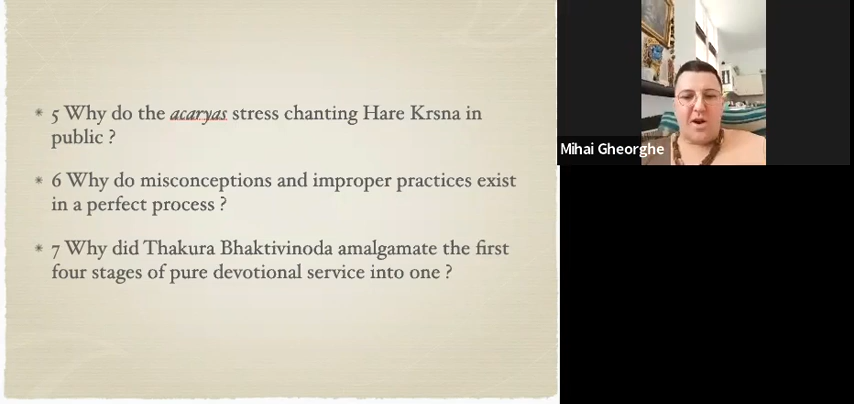 * 5 Why do the acaryas stress chanting Hare Krsna in
public ?
* 6 Why do misconceptions and improper practices exist
in a perfect process ?
* 7 Why did Thakura Bhaktivinoda amalgamate the first
four stages of pure devotional service into one ?
Mihai Gheorghe